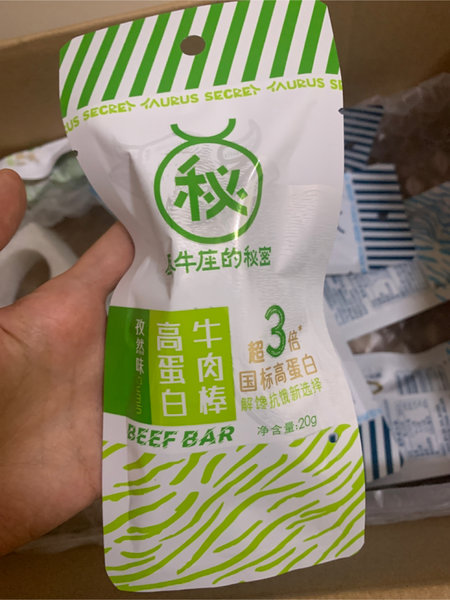 SECRET TAURUS SECRET TAURUS SECRET
秘
牛座的秘密
孜然味
高蛋白
牛肉棒
超3倍*
国标高蛋白
解馋抗饿新选择
BEEF BAR
净含量:20g